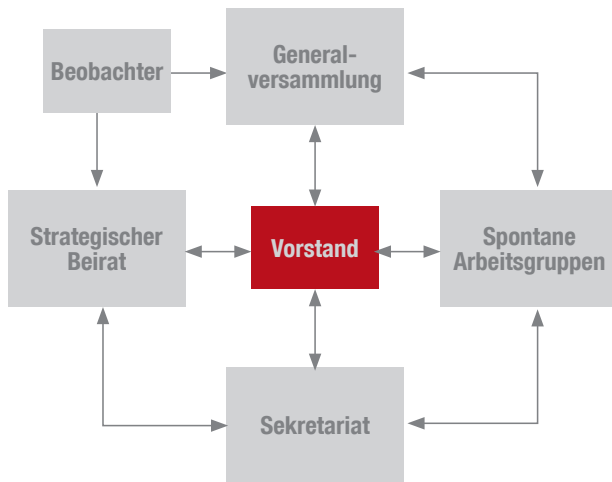 Beobachter
General-
versammlung
Strategischer
Beirat
Vorstand
Spontane
Arbeitsgruppen
Sekretariat